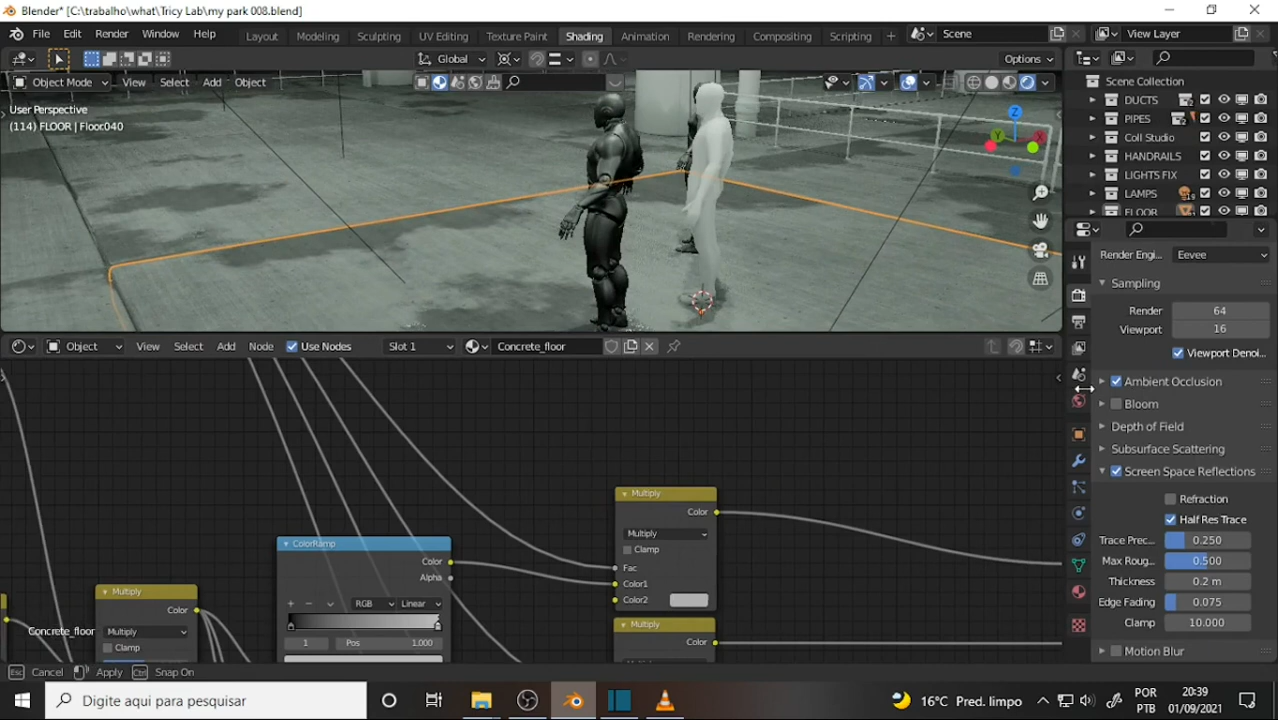 Blender* [C:\trabalho\what\Tricy Lab\my park 008.blend]
File Edit Render Window Help Layout Modeling Sculpting UV Editing Texture Paint Shading Animation Rendering Compositing Scripting + Scene View Layer
Global Options
Object Mode View Select Add Object
User Perspective
(114) FLOOR | Floor.040
Z
Y
X
Scene Collection
DUCTS
PIPES
Coll Studio
HANDRAILS
LIGHTS FIX
LAMPS
FLOOR
Render Engi... Eevee
Sampling
Render 64
Viewport 16
Viewport Denoi...
Ambient Occlusion
Bloom
Depth of Field
Subsurface Scattering
Screen Space Reflections
Refraction
Half Res Trace
Trace Prec... 0.250
Max Roug... 0.500
Thickness 0.2 m
Edge Fading 0.075
Clamp 10.000
Motion Blur
Object View Select Add Node Use Nodes Slot 1 Concrete_floor
Multiply
Color
Multiply
Clamp
Fac
Color1
Color2
Multiply
Color
ColorRamp
Color
Alpha
+ − RGB Linear
1 Pos 1.000
Multiply
Color
Multiply
Clamp
Concrete_floor
Esc Cancel Apply Ctrl Snap On
Digite aqui para pesquisar
16°C Pred. limpo
POR
PTB
20:39
01/09/2021